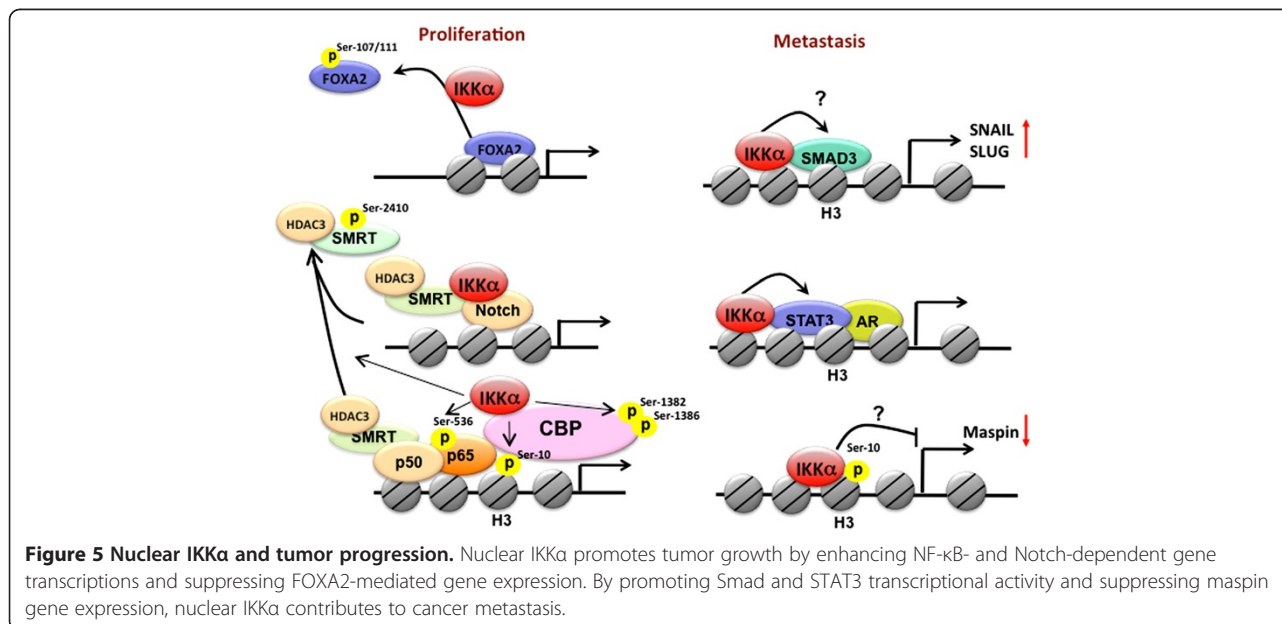 Proliferation
Metastasis
p Ser-107/111
FOXA2
IKKα
FOXA2
?
IKKα SMAD3
SNAIL
SLUG
H3
p Ser-2410
HDAC3
SMRT
HDAC3
IKKα
SMRT
Notch
IKKα STAT3 AR
H3
IKKα
HDAC3
SMRT
Ser-536
p
p50 p65
CBP
p Ser-1382
p Ser-1386
p Ser-10
H3
?
Maspin
Ser-10
IKKα p
H3
Figure 5 Nuclear IKKα and tumor progression. Nuclear IKKα promotes tumor growth by enhancing NF-κB- and Notch-dependent gene
transcriptions and suppressing FOXA2-mediated gene expression. By promoting Smad and STAT3 transcriptional activity and suppressing maspin
gene expression, nuclear IKKα contributes to cancer metastasis.